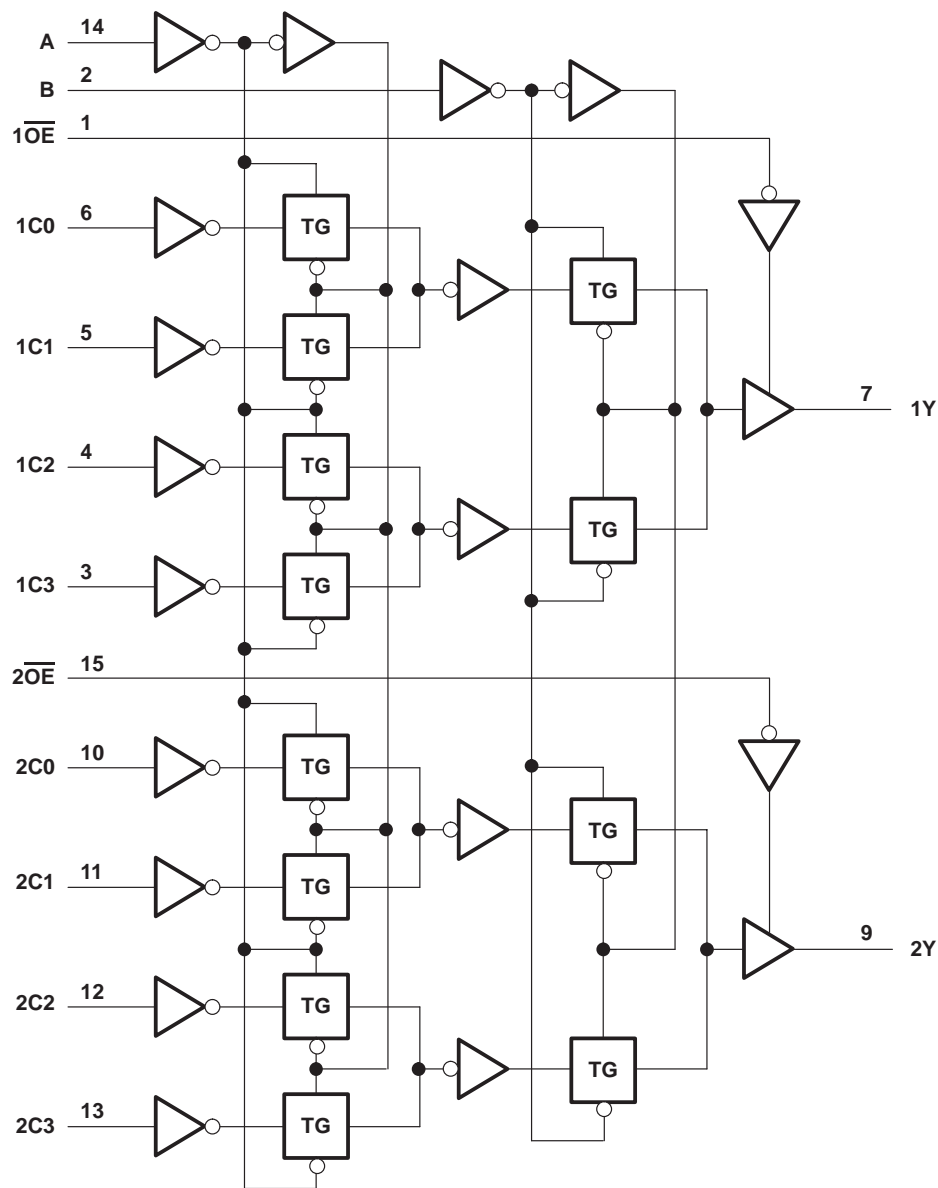 A 14
B 2
1OE 1
1C0 6 TG
TG
1C1 5 TG
7 1Y
1C2 4 TG
TG
1C3 3 TG
2OE 15
2C0 10 TG
TG
2C1 11 TG
9 2Y
2C2 12 TG
TG
2C3 13 TG